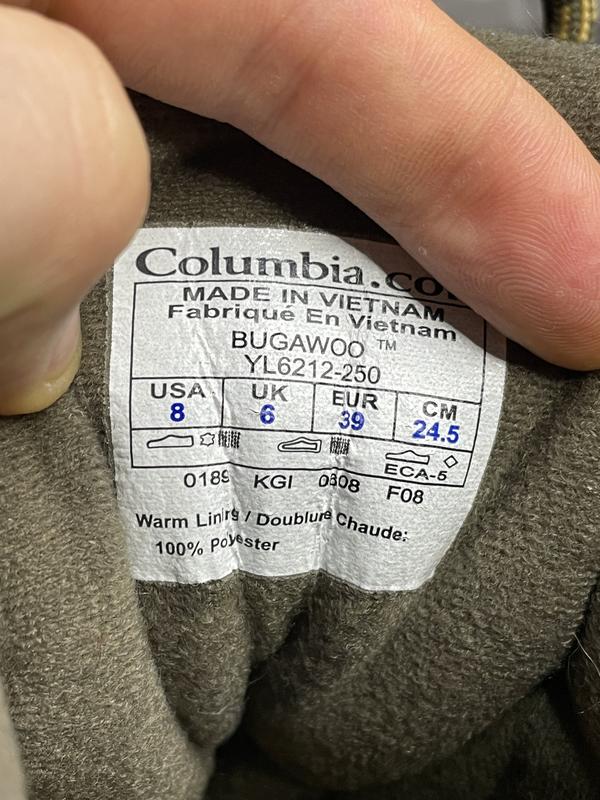 Columbia.co
MADE IN VIETNAM
Fabriqué En Vietnam
BUGAWOO ™
YL6212-250
USA UK EUR CM
8 6 39 24.5
ECA-5
0189 KGI 0808 F08
Warm Lining / Doublure Chaude:
100% Polyester